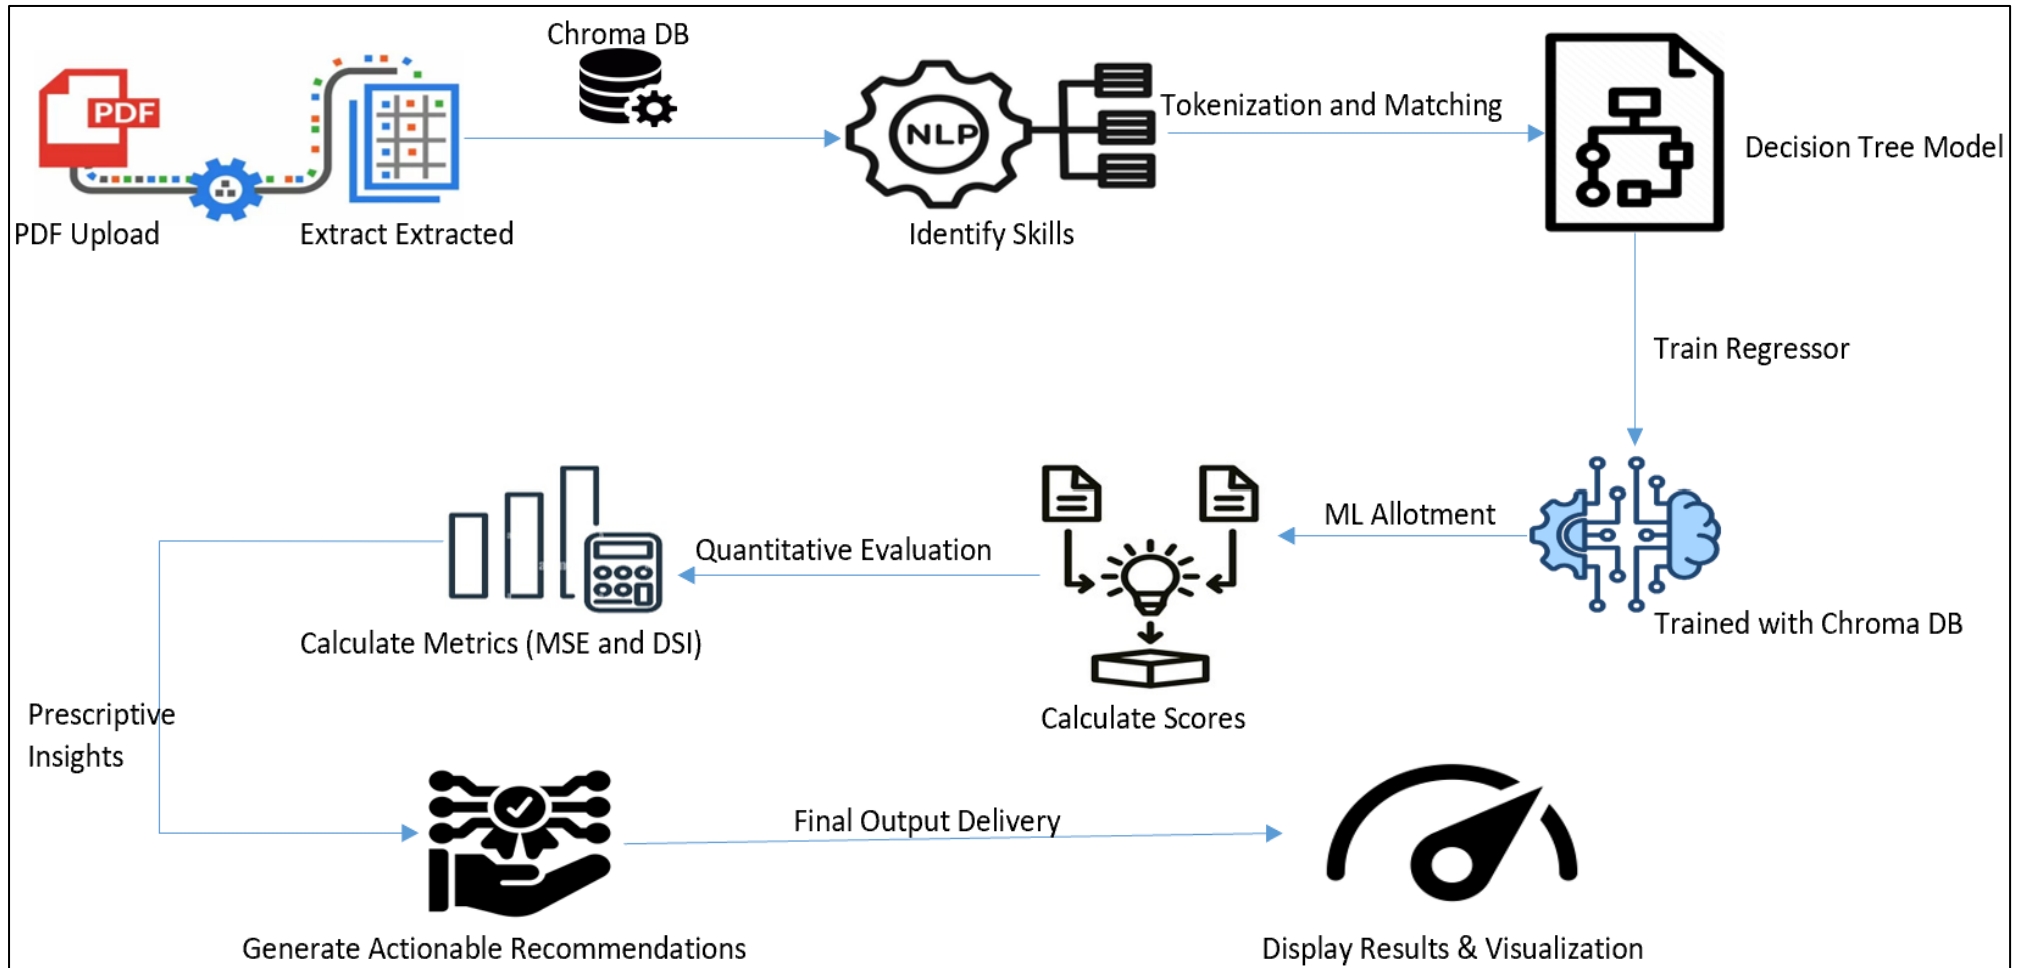 Chroma DB
PDF
NLP
Tokenization and Matching
Decision Tree Model
PDF Upload
Extract Extracted
Identify Skills
Train Regressor
ML Allotment
Quantitative Evaluation
Trained with Chroma DB
Calculate Metrics (MSE and DSI)
Calculate Scores
Prescriptive
Insights
Final Output Delivery
Generate Actionable Recommendations
Display Results & Visualization